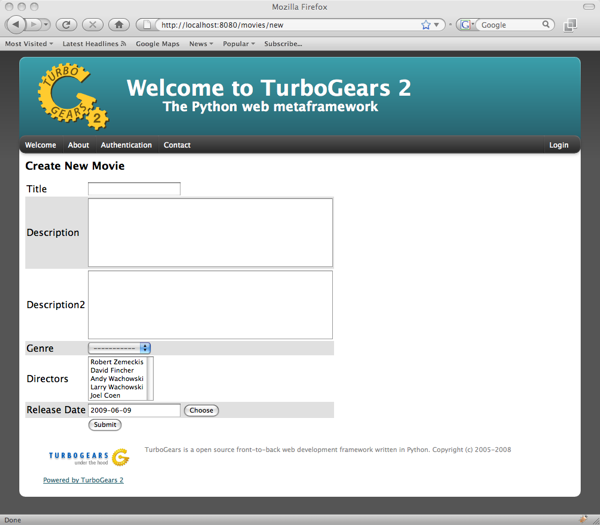 Mozilla Firefox
http://localhost:8080/movies/new
Google
Most Visited Latest Headlines Google Maps News Popular Subscribe...
TURBO GEARS 2
Welcome to TurboGears 2
The Python web metaframework
Welcome About Authentication Contact Login
Create New Movie
Title
Description
Description2
Genre -----------
Directors
Robert Zemeckis
David Fincher
Andy Wachowski
Larry Wachowski
Joel Coen
Release Date 2009-06-09 Choose
Submit
TURBOGEARS
under the hood
TurboGears is a open source front-to-back web development framework written in Python. Copyright (c) 2005-2008
Powered by TurboGears 2
Done